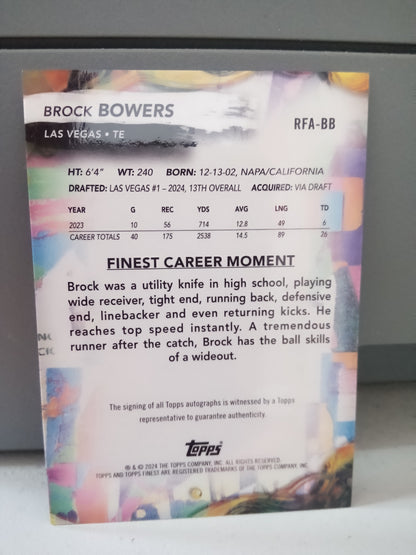 BROCK BOWERS
LAS VEGAS • TE
RFA-BB
HT: 6'4" WT: 240 BORN: 12-13-02, NAPA/CALIFORNIA
DRAFTED: LAS VEGAS #1 – 2024, 13TH OVERALL ACQUIRED: VIA DRAFT
YEAR G REC YDS AVG LNG TD
2023 10 56 714 12.8 49 6
CAREER TOTALS 40 175 2538 14.5 89 26
FINEST CAREER MOMENT
Brock was a utility knife in high school, playing
wide receiver, tight end, running back, defensive
end, linebacker and even returning kicks. He
reaches top speed instantly. A tremendous
runner after the catch, Brock has the ball skills
of a wideout.
The signing of all Topps autographs is witnessed by a Topps
representative to guarantee authenticity.
topps
® & © 2024 THE TOPPS COMPANY, INC. ALL RIGHTS RESERVED.
TOPPS AND TOPPS FINEST ARE REGISTERED TRADEMARKS OF THE TOPPS COMPANY, INC.